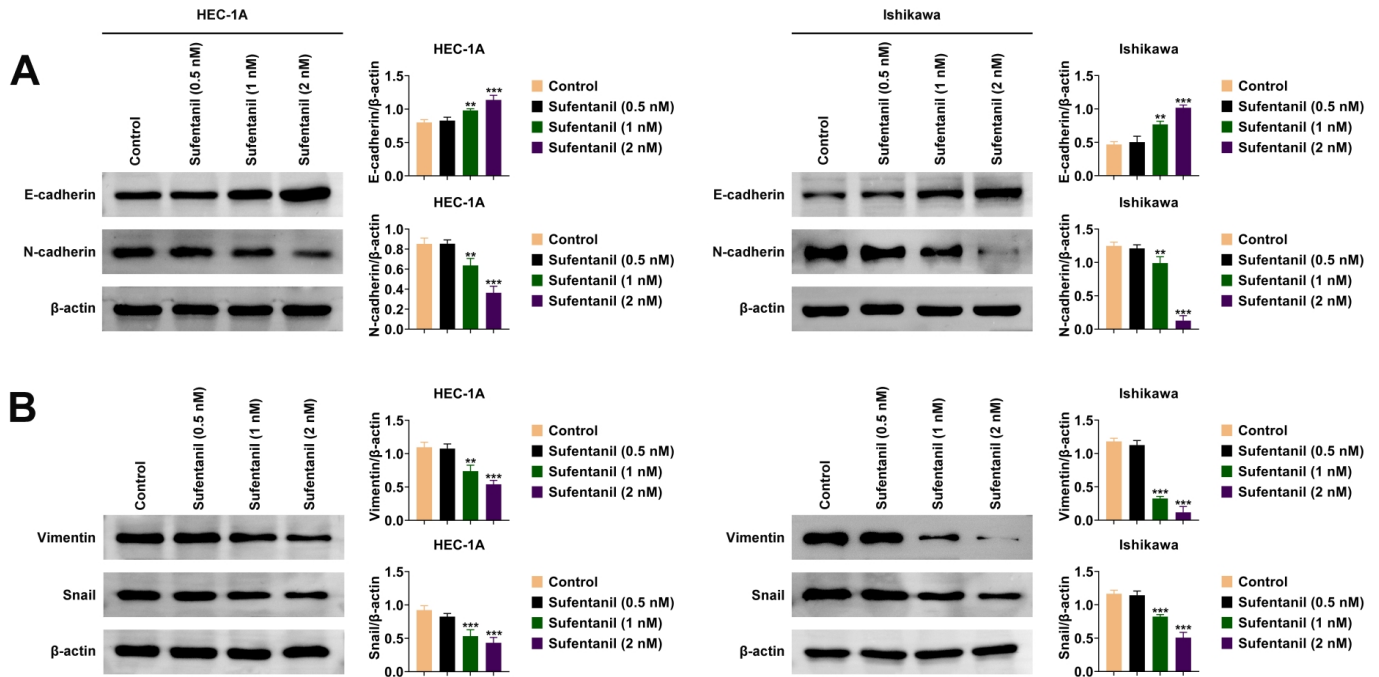 HEC-1A
Ishikawa
A
Control
Sufentanil (0.5 nM)
Sufentanil (1 nM)
Sufentanil (2 nM)
E-cadherin
N-cadherin
β-actin
HEC-1A
E-cadherin/β-actin
1.5
1.0
0.5
0.0
**
***
Control
Sufentanil (0.5 nM)
Sufentanil (1 nM)
Sufentanil (2 nM)
HEC-1A
N-cadherin/β-actin
1.0
0.8
0.6
0.4
0.2
0.0
**
***
Control
Sufentanil (0.5 nM)
Sufentanil (1 nM)
Sufentanil (2 nM)
Control
Sufentanil (0.5 nM)
Sufentanil (1 nM)
Sufentanil (2 nM)
E-cadherin
N-cadherin
β-actin
Ishikawa
E-cadherin/β-actin
1.5
1.0
0.5
0.0
**
***
Control
Sufentanil (0.5 nM)
Sufentanil (1 nM)
Sufentanil (2 nM)
Ishikawa
N-cadherin/β-actin
1.5
1.0
0.5
0.0
**
***
Control
Sufentanil (0.5 nM)
Sufentanil (1 nM)
Sufentanil (2 nM)
B
Control
Sufentanil (0.5 nM)
Sufentanil (1 nM)
Sufentanil (2 nM)
Vimentin
Snail
β-actin
HEC-1A
Vimentin/β-actin
1.5
1.0
0.5
0.0
**
***
Control
Sufentanil (0.5 nM)
Sufentanil (1 nM)
Sufentanil (2 nM)
HEC-1A
Snail/β-actin
1.5
1.0
0.5
0.0
***
***
Control
Sufentanil (0.5 nM)
Sufentanil (1 nM)
Sufentanil (2 nM)
Control
Sufentanil (0.5 nM)
Sufentanil (1 nM)
Sufentanil (2 nM)
Vimentin
Snail
β-actin
Ishikawa
Vimentin/β-actin
1.5
1.0
0.5
0.0
***
***
Control
Sufentanil (0.5 nM)
Sufentanil (1 nM)
Sufentanil (2 nM)
Ishikawa
Snail/β-actin
1.5
1.0
0.5
0.0
***
***
Control
Sufentanil (0.5 nM)
Sufentanil (1 nM)
Sufentanil (2 nM)